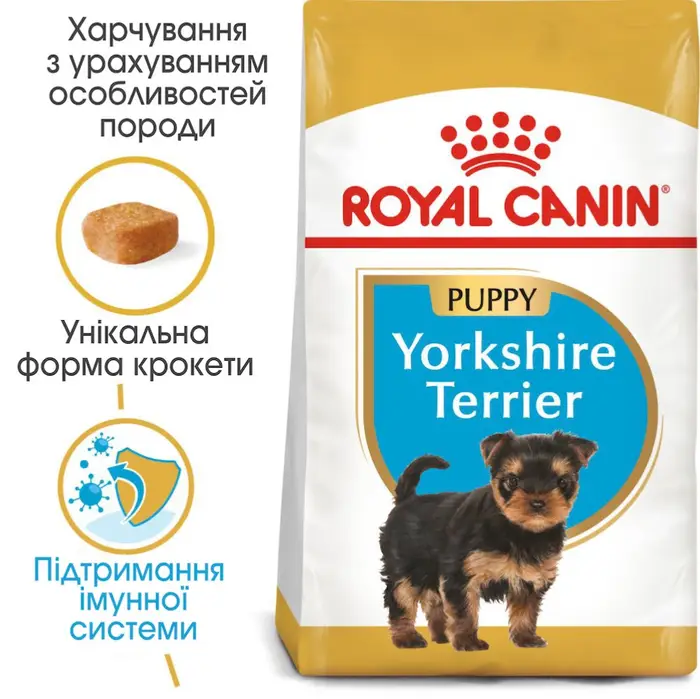 Харчування
з урахуванням
особливостей
породи
Унікальна
форма крокети
Підтримання
імунної
системи
ROYAL CANIN®
PUPPY
Yorkshire
Terrier